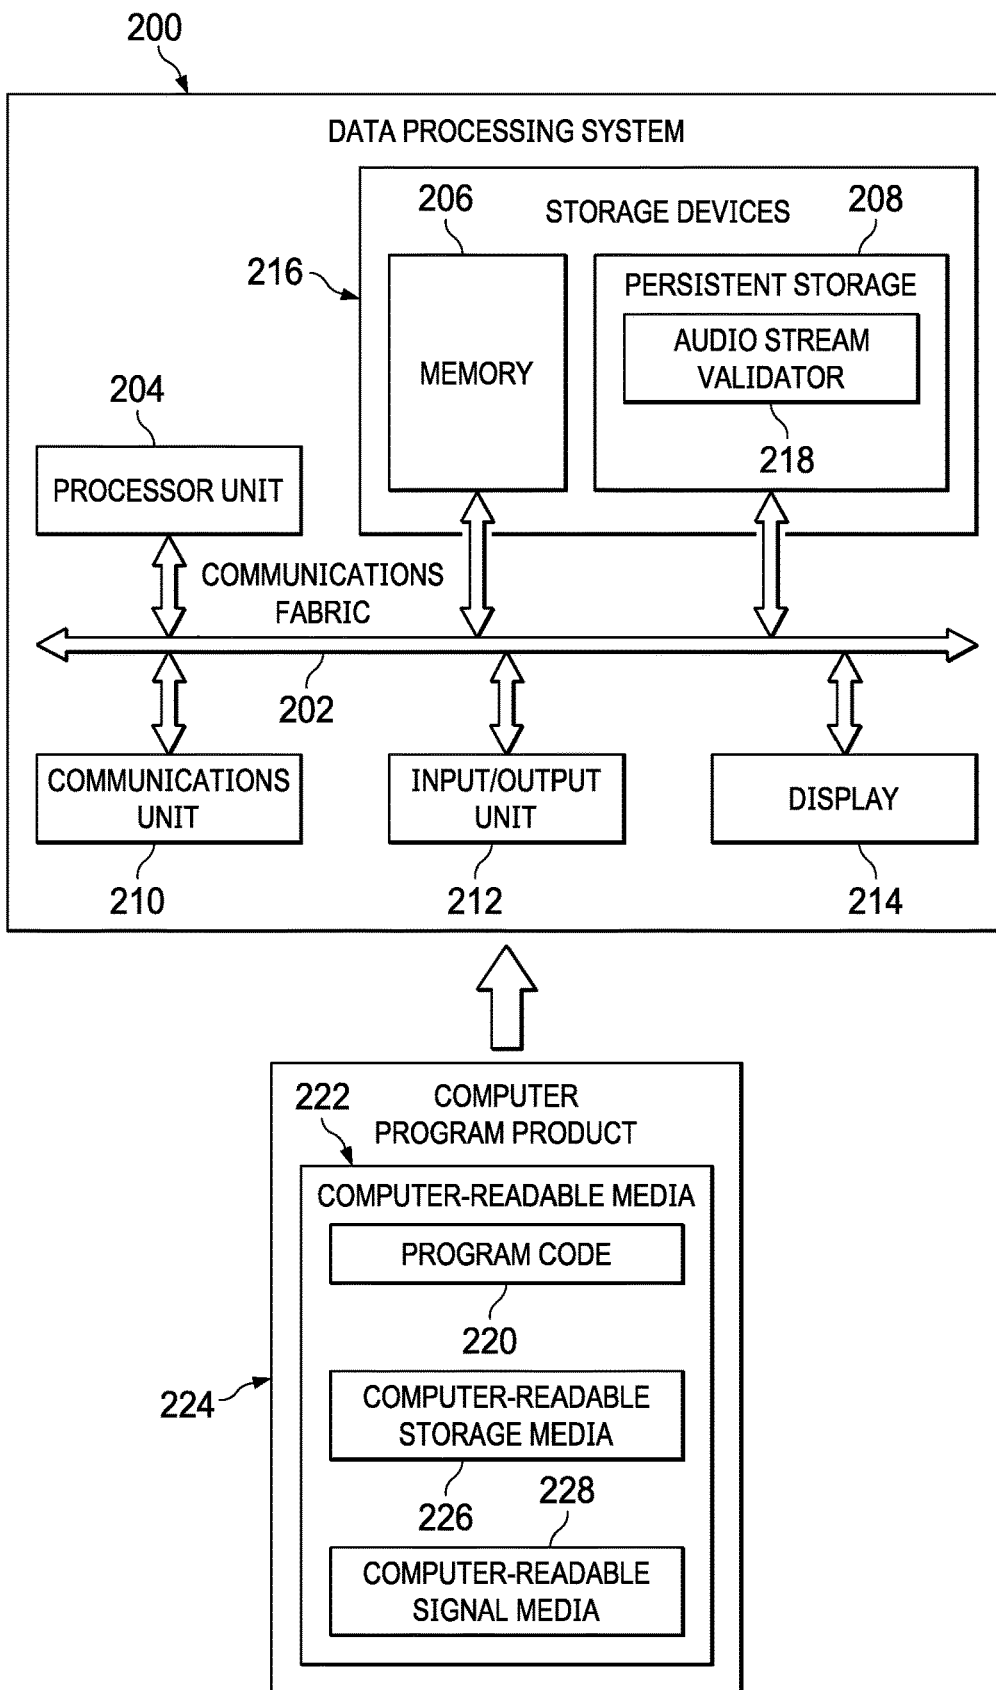 200
DATA PROCESSING SYSTEM
206
STORAGE DEVICES
208
216
PERSISTENT STORAGE
AUDIO STREAM
VALIDATOR
MEMORY
204
218
PROCESSOR UNIT
COMMUNICATIONS
FABRIC
202
COMMUNICATIONS
UNIT
INPUT/OUTPUT
UNIT
DISPLAY
210
212
214
222
COMPUTER
PROGRAM PRODUCT
COMPUTER-READABLE MEDIA
PROGRAM CODE
220
224
COMPUTER-READABLE
STORAGE MEDIA
226
228
COMPUTER-READABLE
SIGNAL MEDIA